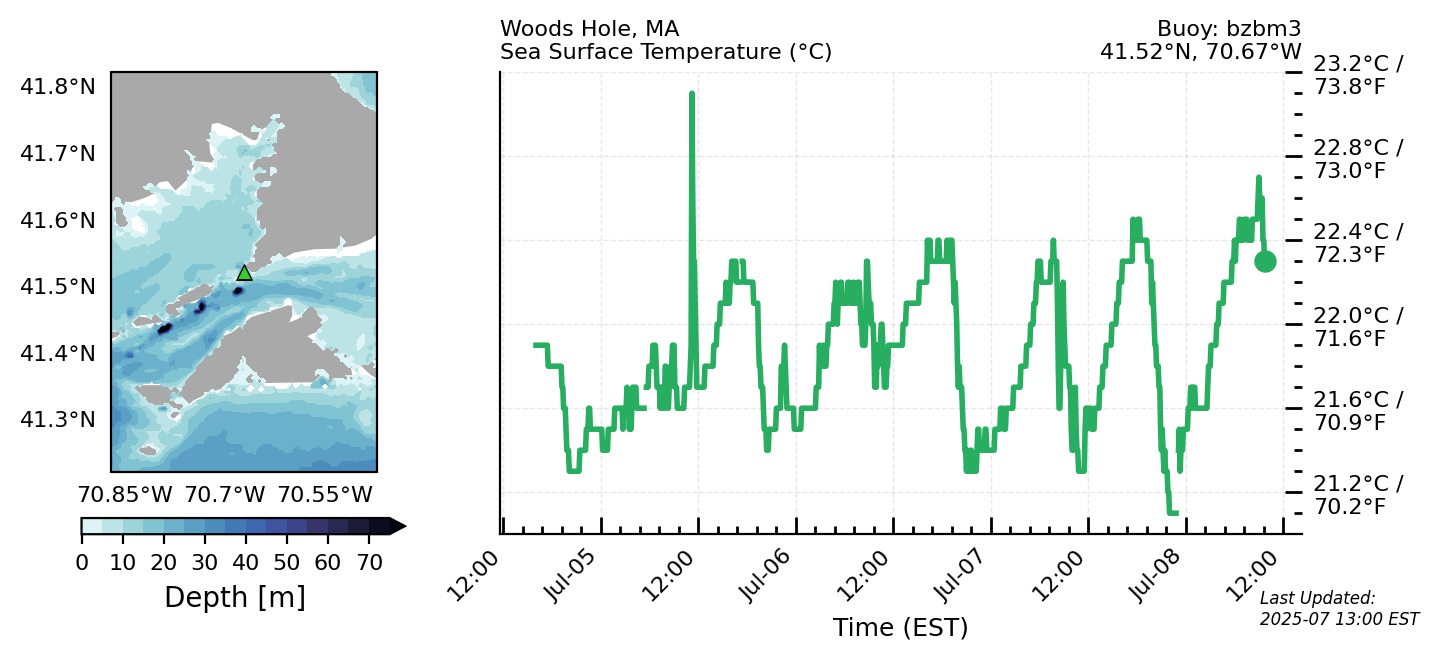 Woods Hole, MA
Sea Surface Temperature (°C)
Buoy: bzbm3
41.52°N, 70.67°W
41.8°N
41.7°N
41.6°N
41.5°N
41.4°N
41.3°N
70.85°W 70.7°W 70.55°W
0 10 20 30 40 50 60 70
Depth [m]
23.2°C /
73.8°F
22.8°C /
73.0°F
22.4°C /
72.3°F
22.0°C /
71.6°F
21.6°C /
70.9°F
21.2°C /
70.2°F
12:00 Jul-05 12:00 Jul-06 12:00 Jul-07 12:00 Jul-08 12:00
Time (EST)
Last Updated:
2025-07 13:00 EST